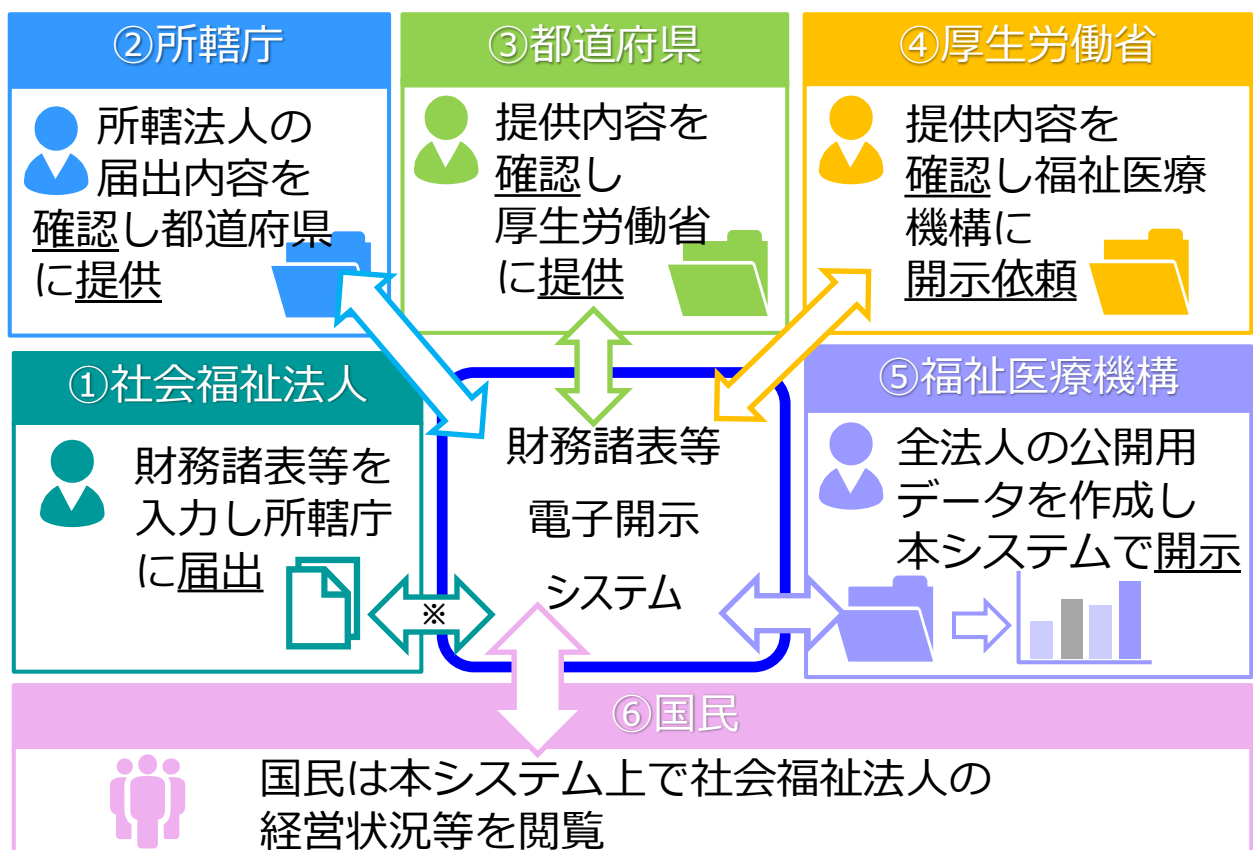 ②所轄庁
所轄法人の
届出内容を
確認し都道府県
に提供
③都道府県
提供内容を
確認し
厚生労働省
に提供
④厚生労働省
提供内容を
確認し福祉医療
機構に
開示依頼
①社会福祉法人
財務諸表等を
入力し所轄庁
に届出
※
財務諸表等
電子開示
システム
⑤福祉医療機構
全法人の公開用
データを作成し
本システムで開示
⑥国民
国民は本システム上で社会福祉法人の
経営状況等を閲覧